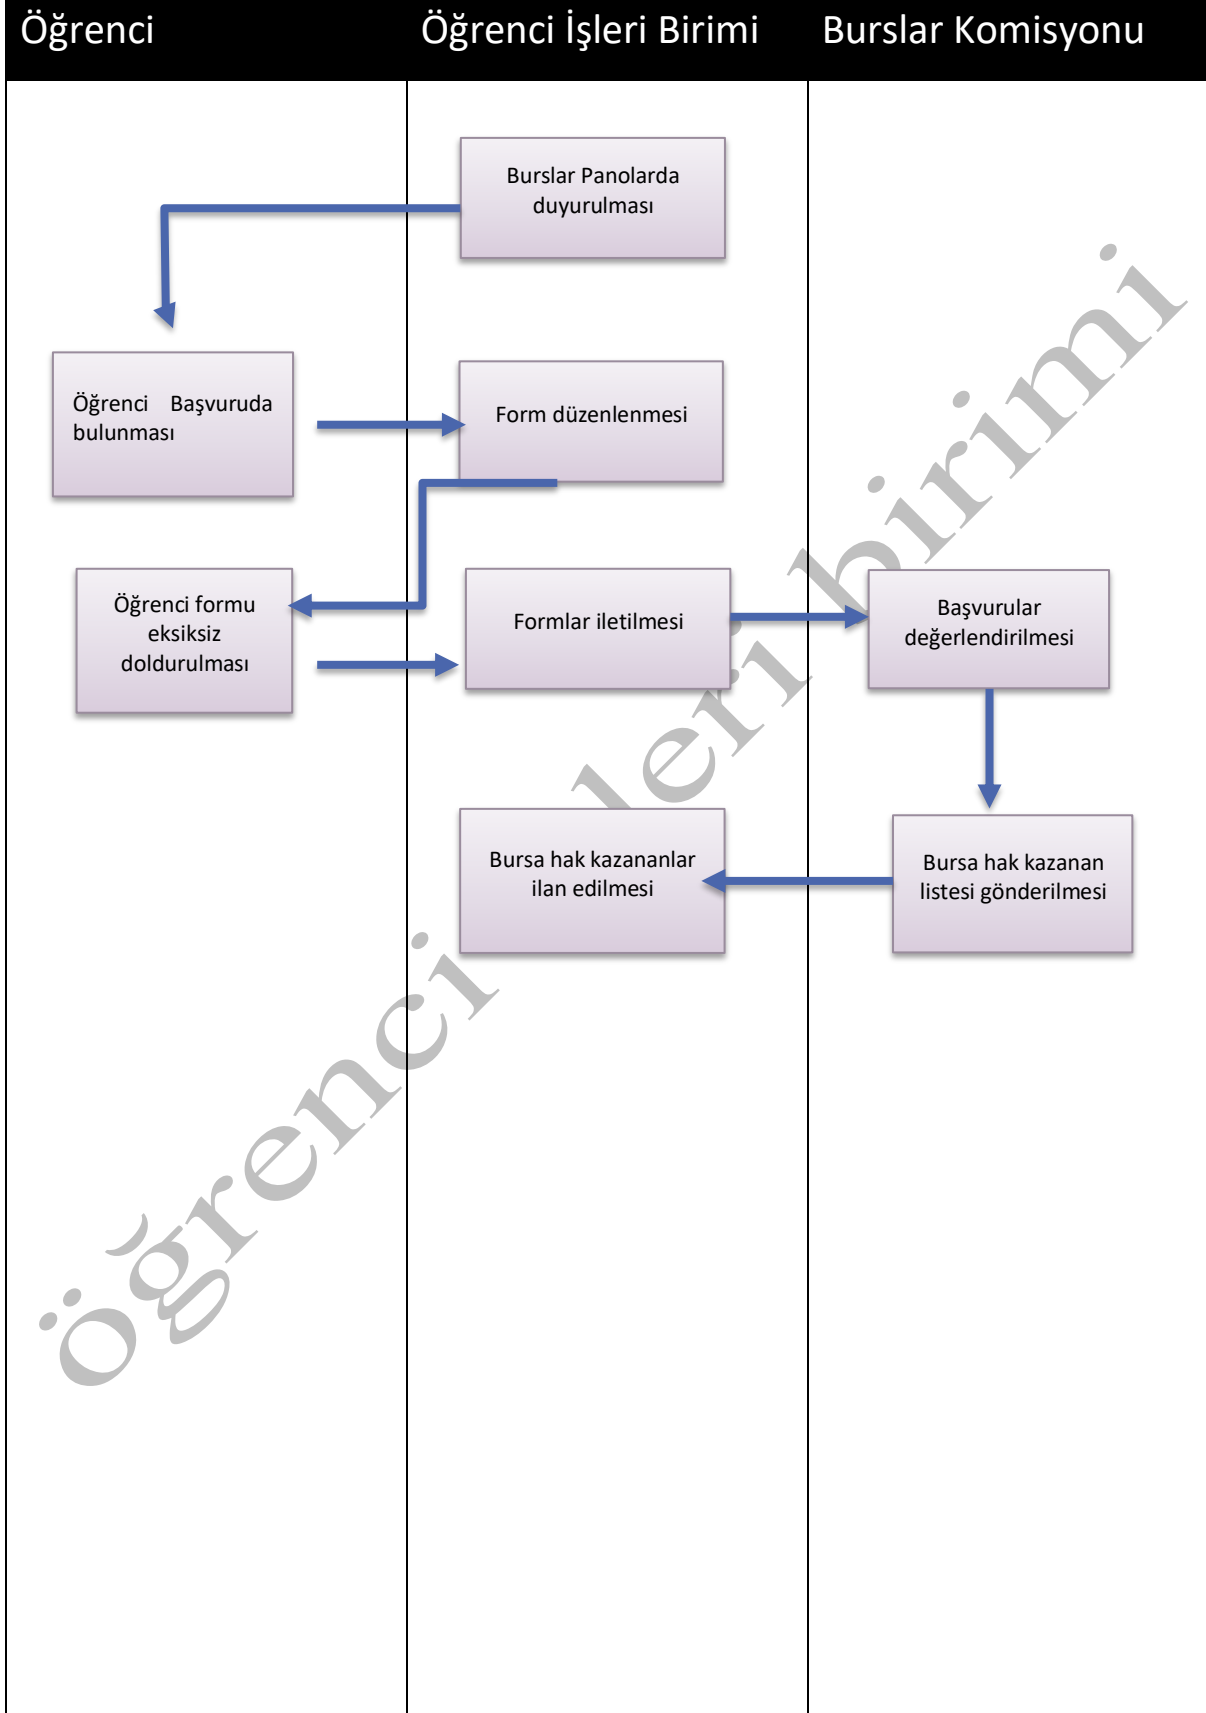 Öğrenci
Öğrenci İşleri Birimi
Burslar Komisyonu
Burslar Panolarda
duyurulması
Öğrenci Başvuruda
bulunması
Form düzenlenmesi
Öğrenci formu
eksiksiz
doldurulması
Formlar iletilmesi
Başvurular
değerlendirilmesi
Bursa hak kazananlar
ilan edilmesi
Bursa hak kazanan
listesi gönderilmesi
Öğrenci leri birimi